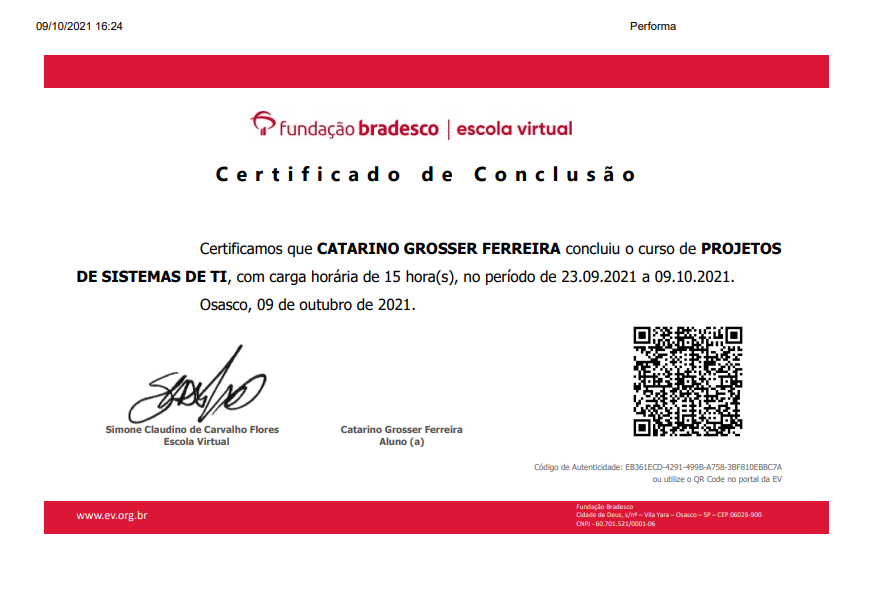 09/10/2021 16:24
Performa
fundação bradesco | escola virtual
Certificado de Conclusão
Certificamos que CATARINO GROSSER FERREIRA concluiu o curso de PROJETOS
DE SISTEMAS DE TI, com carga horária de 15 hora(s), no período de 23.09.2021 a 09.10.2021.
Osasco, 09 de outubro de 2021.
Simone Claudino de Carvalho Flores
Escola Virtual
Catarino Grosser Ferreira
Aluno (a)
Código de Autenticidade: EB361ECD-4291-499B-A758-3BF810EBBC7A
ou utilize o QR Code no portal da EV
www.ev.org.br
Fundação Bradesco
Cidade de Deus, s/nº – Vila Yara – Osasco – SP – CEP 06029-900
CNPJ - 60.701.521/0001-06